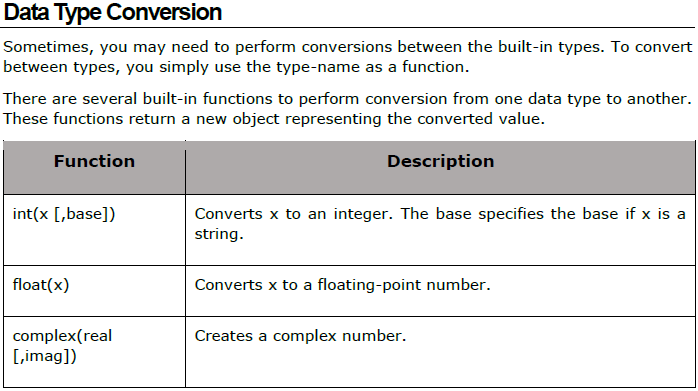 Data Type Conversion
Sometimes, you may need to perform conversions between the built-in types. To convert
between types, you simply use the type-name as a function.
There are several built-in functions to perform conversion from one data type to another.
These functions return a new object representing the converted value.
Function Description
int(x [,base]) Converts x to an integer. The base specifies the base if x is a
string.
float(x) Converts x to a floating-point number.
complex(real Creates a complex number.
[,imag])